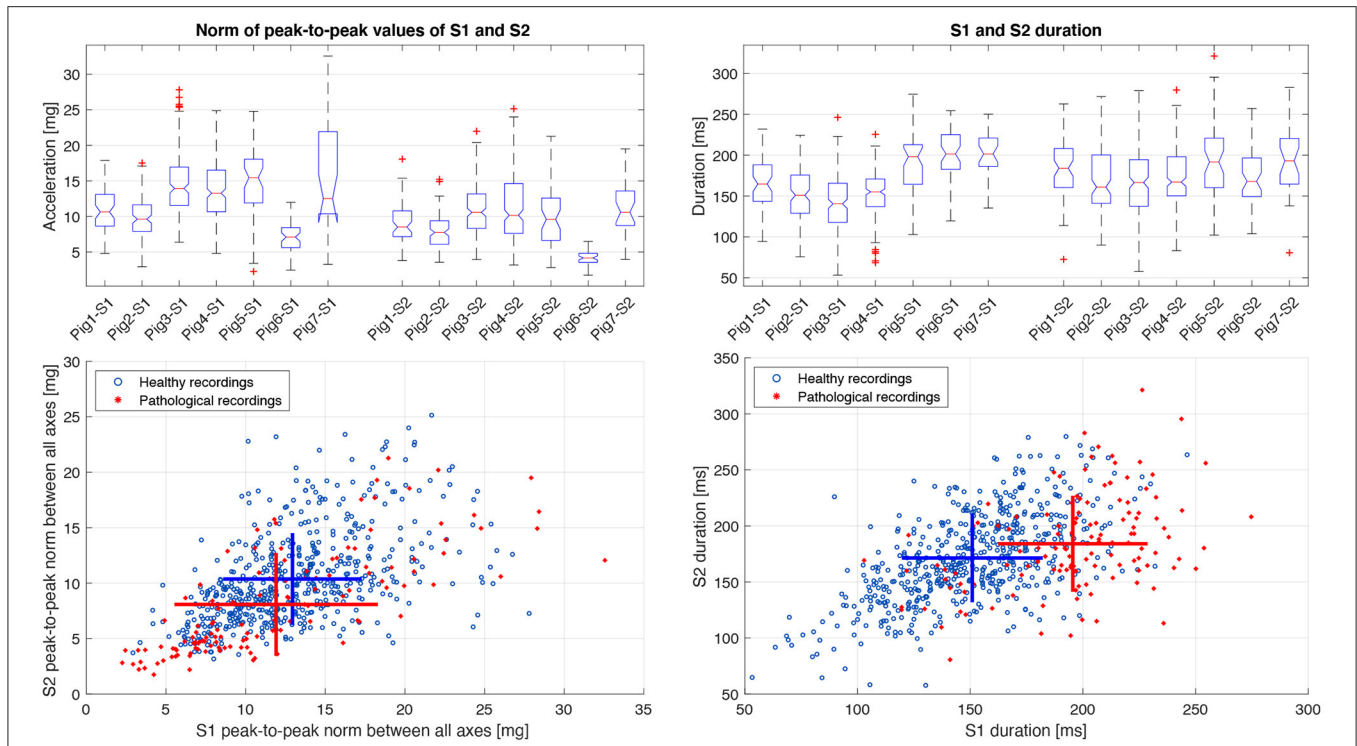 Norm of peak-to-peak values of S1 and S2
Acceleration [mg]
30
25
20
15
10
5
Pig1-S1
Pig2-S1
Pig3-S1
Pig4-S1
Pig5-S1
Pig6-S1
Pig7-S1
Pig1-S2
Pig2-S2
Pig3-S2
Pig4-S2
Pig5-S2
Pig6-S2
Pig7-S2
S1 and S2 duration
Duration [ms]
300
250
200
150
100
50
Pig1-S1
Pig2-S1
Pig3-S1
Pig4-S1
Pig5-S1
Pig6-S1
Pig7-S1
Pig1-S2
Pig2-S2
Pig3-S2
Pig4-S2
Pig5-S2
Pig6-S2
Pig7-S2
S2 peak-to-peak norm between all axes [mg]
30
25
20
15
10
5
0
Healthy recordings
Pathological recordings
0 5 10 15 20 25 30 35
S1 peak-to-peak norm between all axes [mg]
S2 duration [ms]
350
300
250
200
150
100
50
Healthy recordings
Pathological recordings
50 100 150 200 250 300
S1 duration [ms]